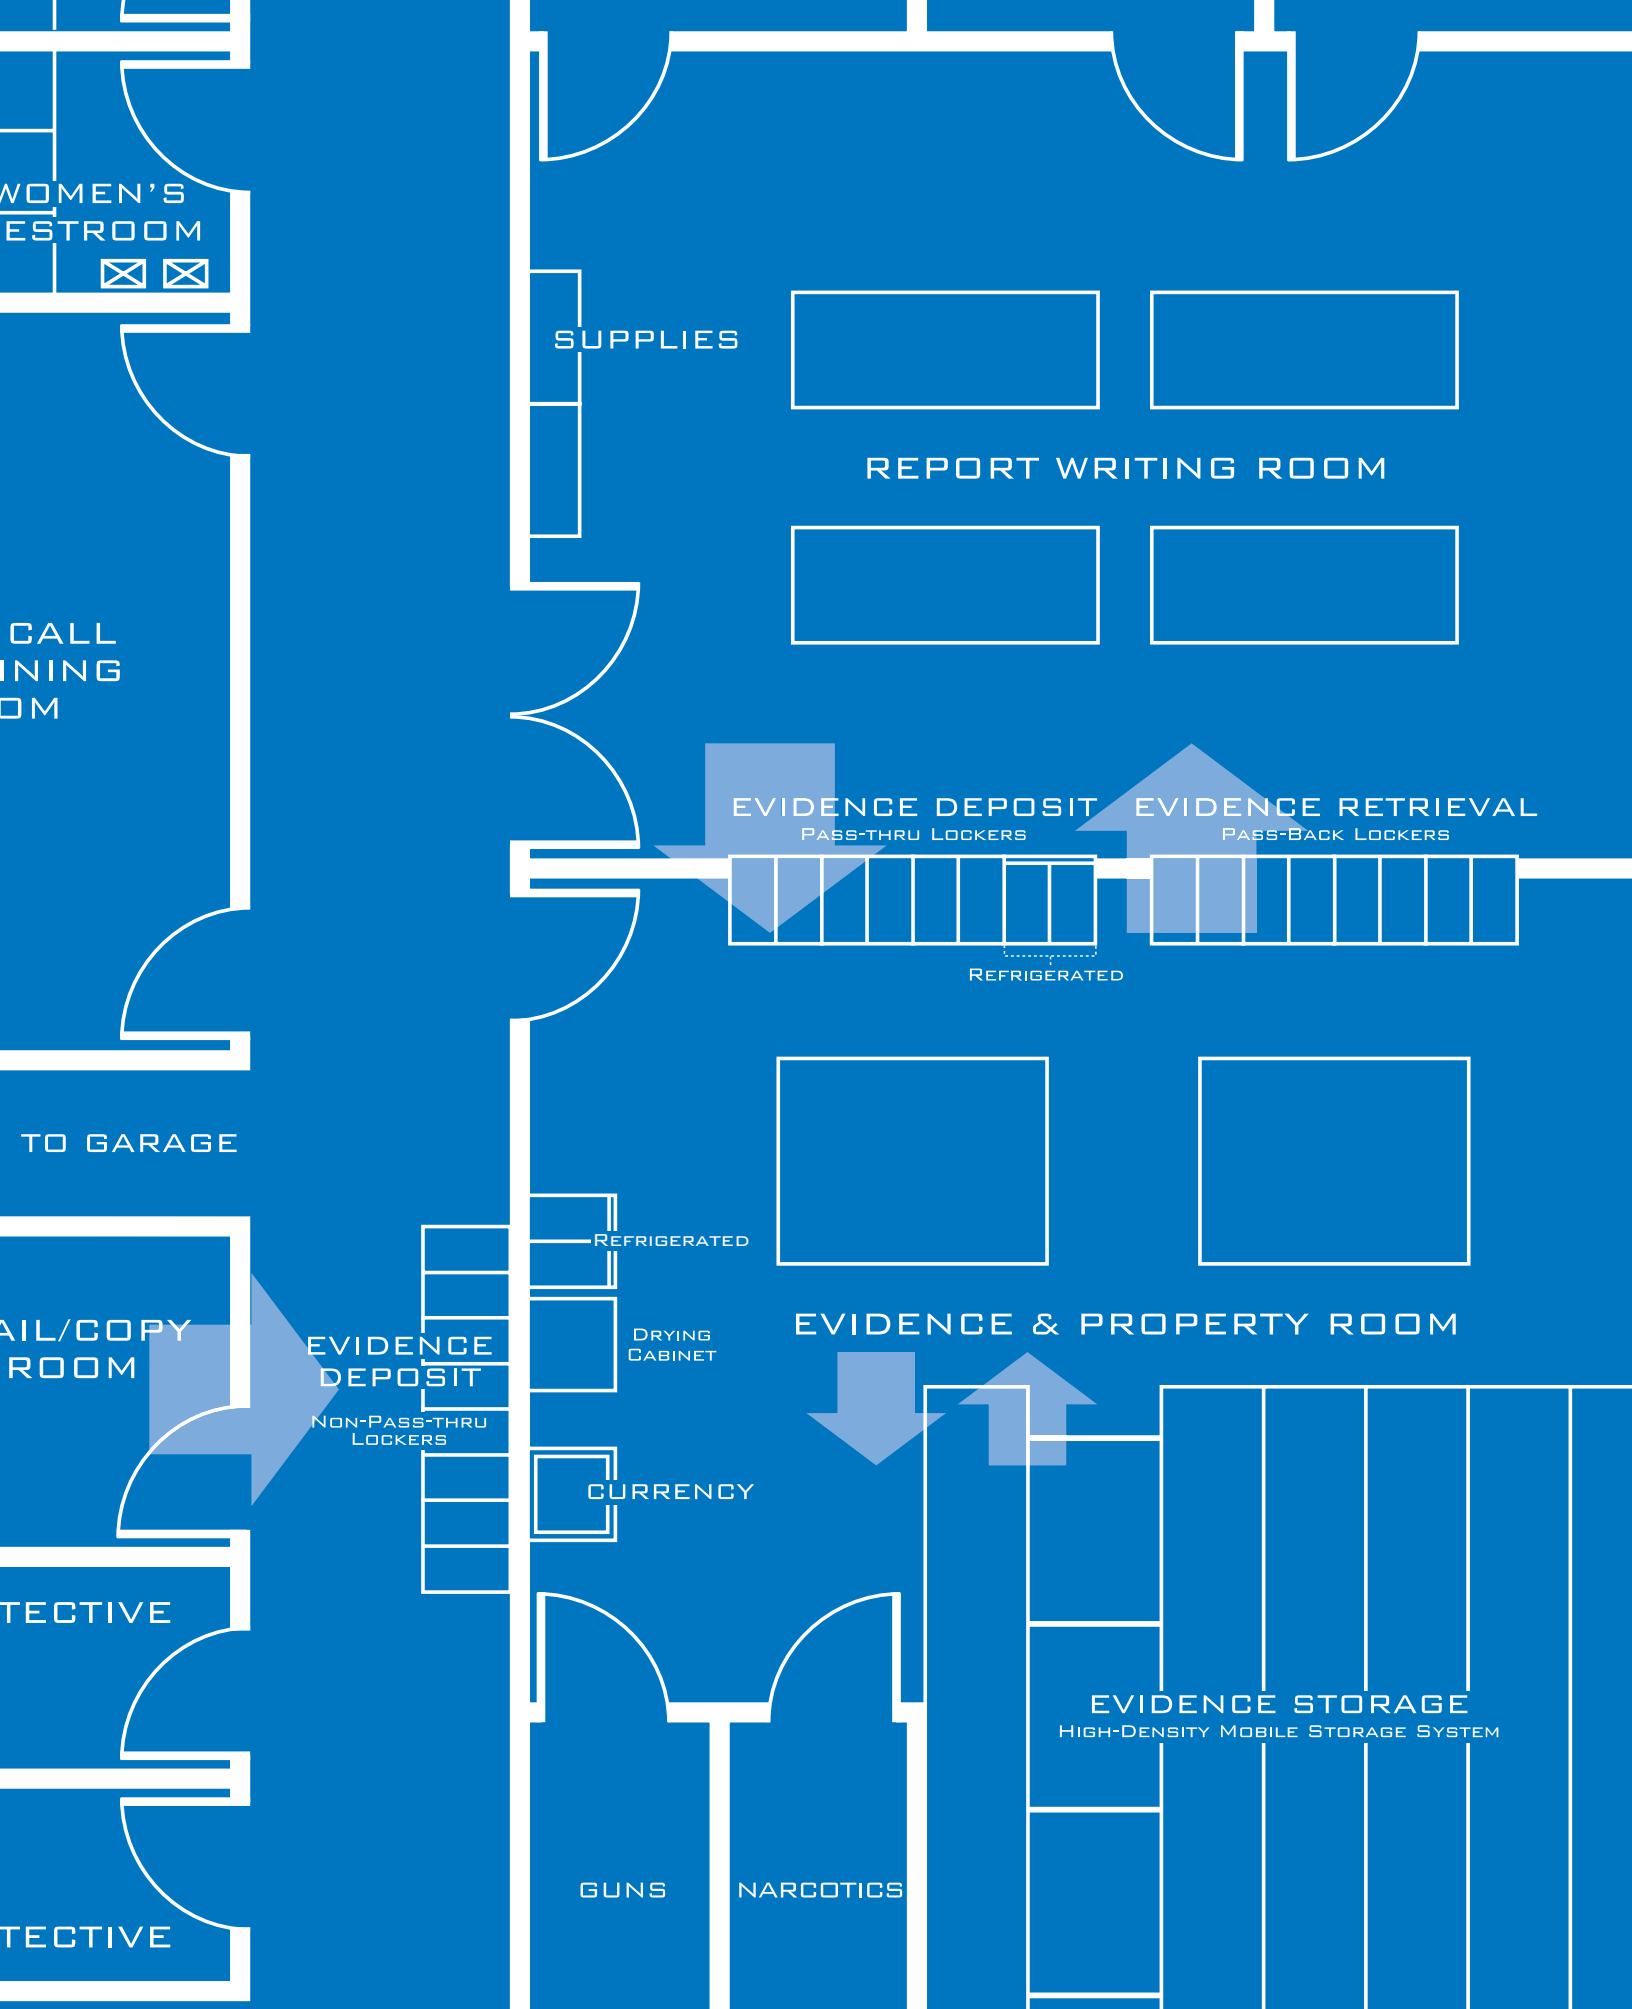 WOMEN'S
ESTROOM
SUPPLIES
REPORT WRITING ROOM
CALL
INING
OM
EVIDENCE DEPOSIT
PASS-THRU LOCKERS
EVIDENCE RETRIEVAL
PASS-BACK LOCKERS
REFRIGERATED
TO GARAGE
REFRIGERATED
AIL/COPY
ROOM
EVIDENCE
DEPOSIT
NON-PASS-THRU
LOCKERS
DRYING
CABINET
EVIDENCE & PROPERTY ROOM
CURRENCY
TECTIVE
EVIDENCE STORAGE
HIGH-DENSITY MOBILE STORAGE SYSTEM
GUNS
NARCOTICS
TECTIVE